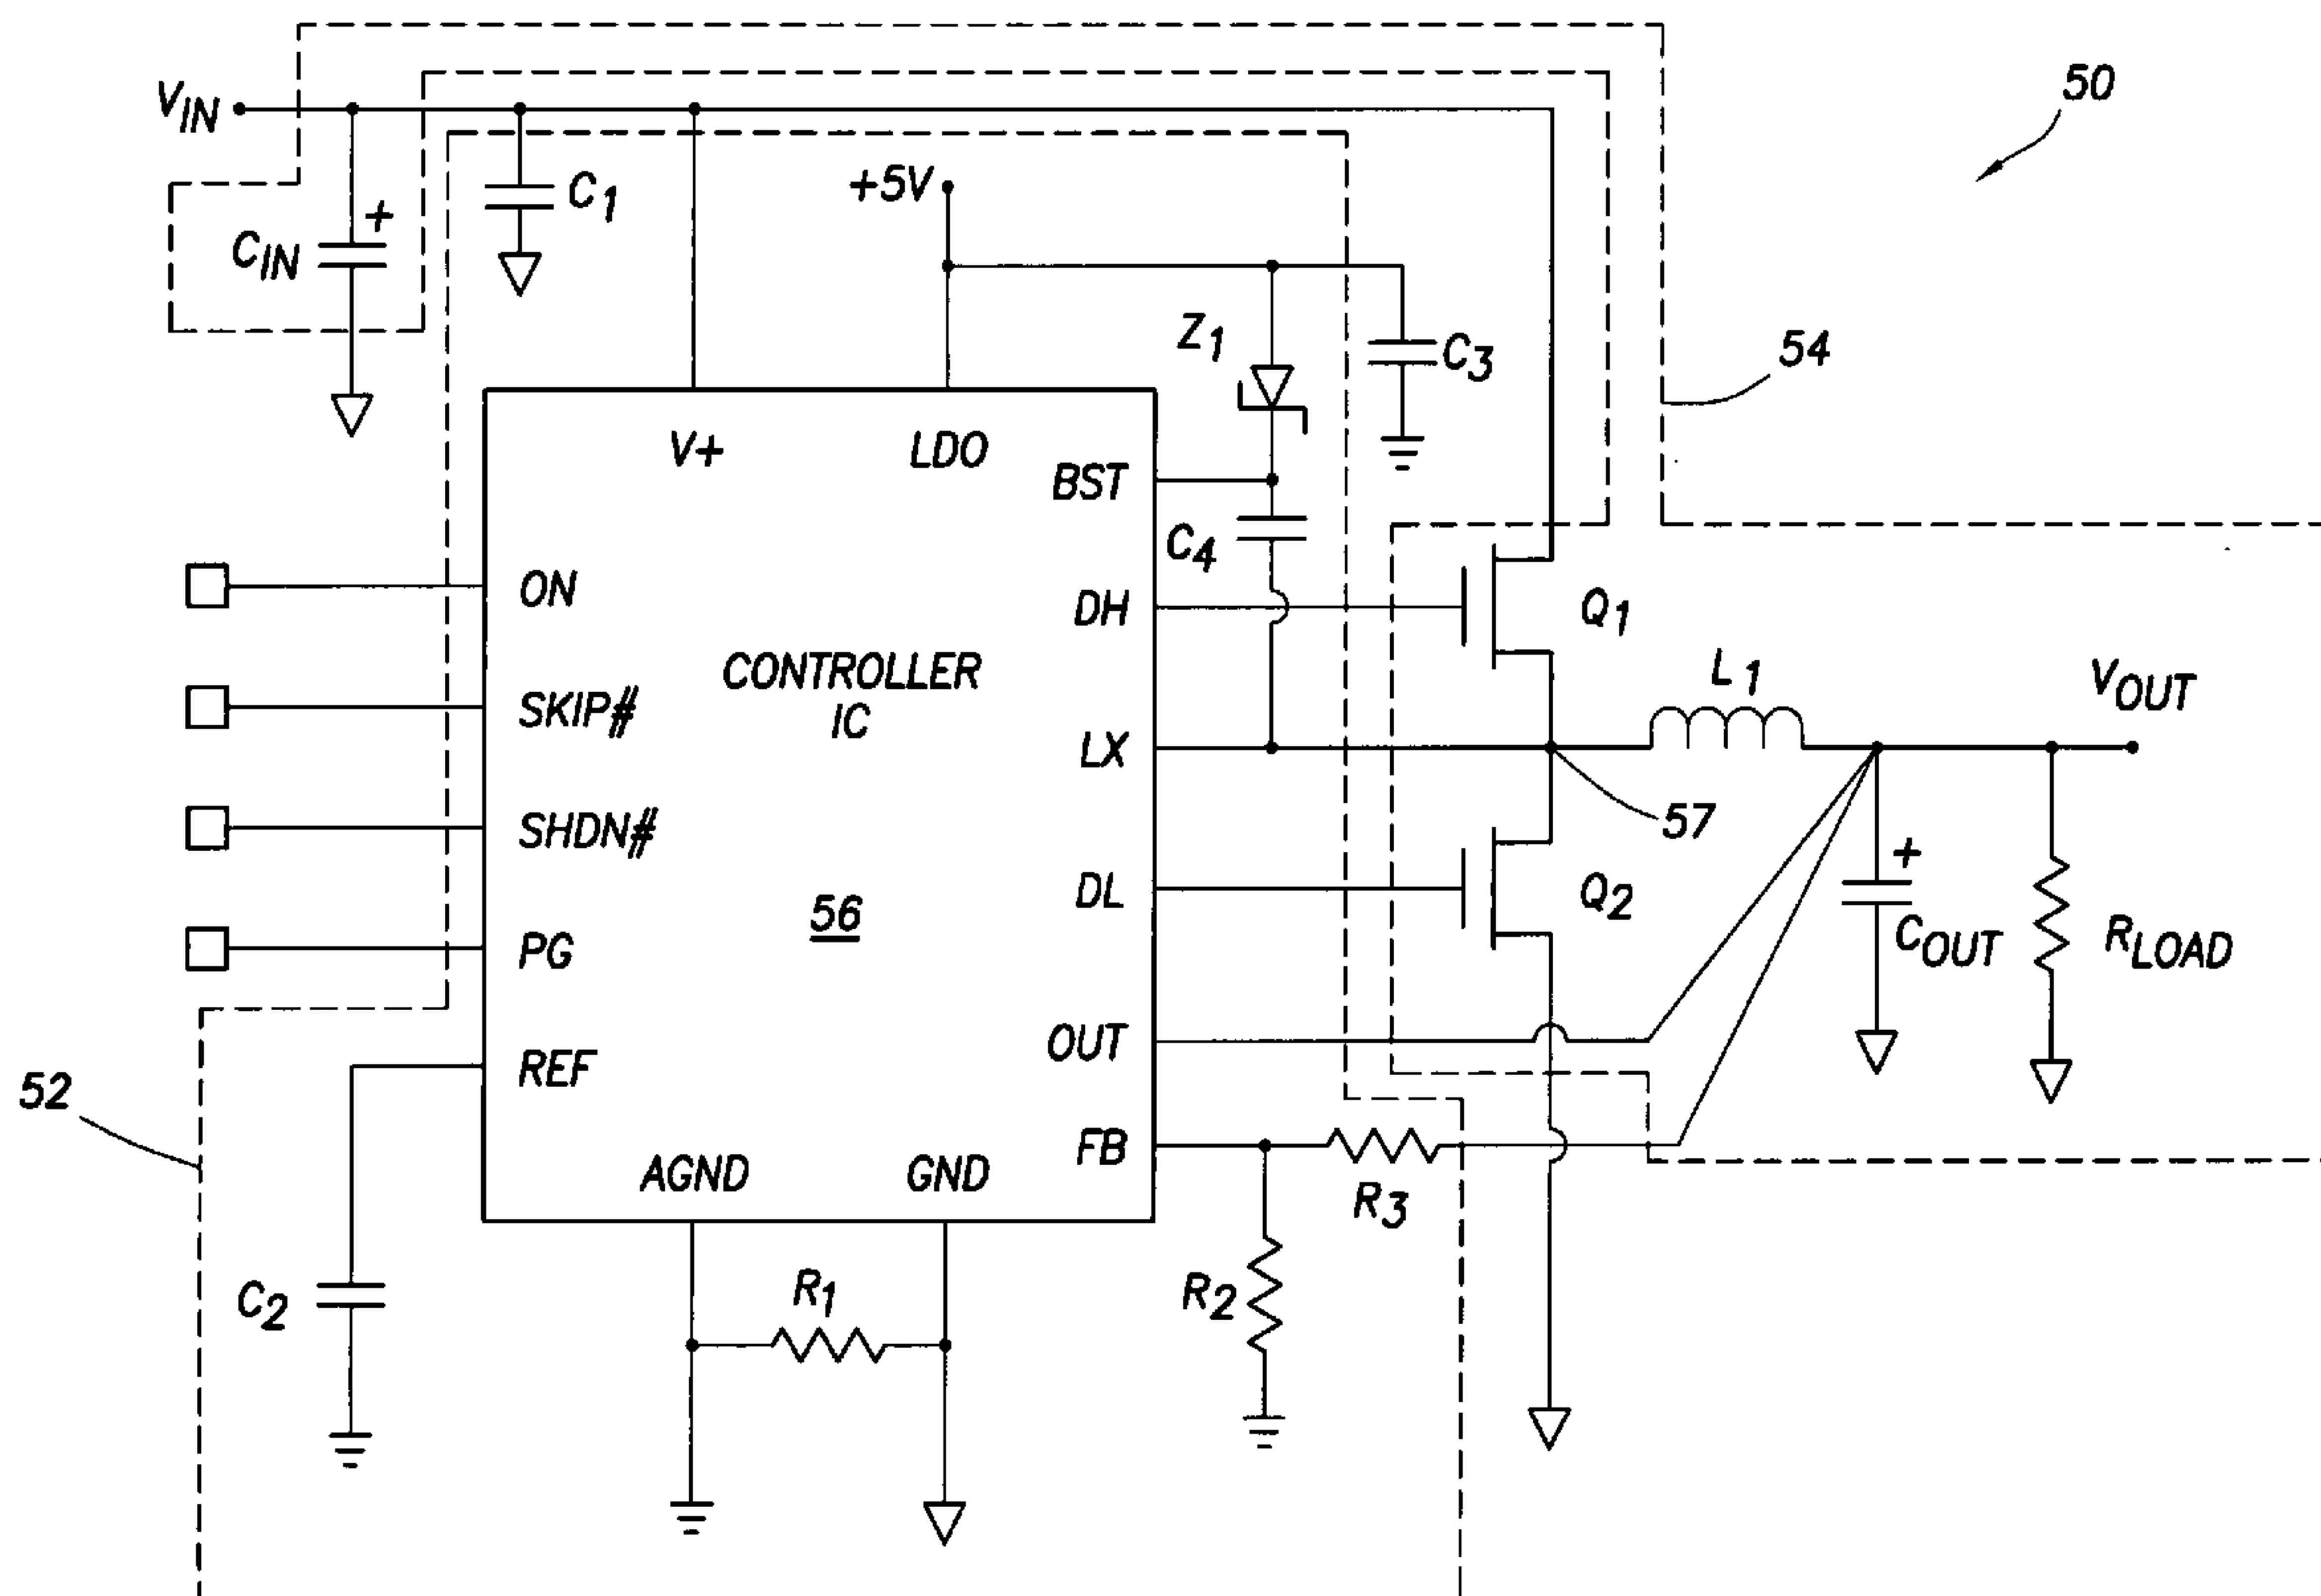 50
VIN
+5V
C1
+
CIN
Z1
C3
54
V+
LDO
BST
C4
ON
DH
Q1
CONTROLLER
IC
L1
VOUT
SKIP#
LX
57
SHDN#
DL
Q2
+
56
COUT
RLOAD
PG
OUT
REF
52
FB
AGND
GND
R3
R1
R2
C2